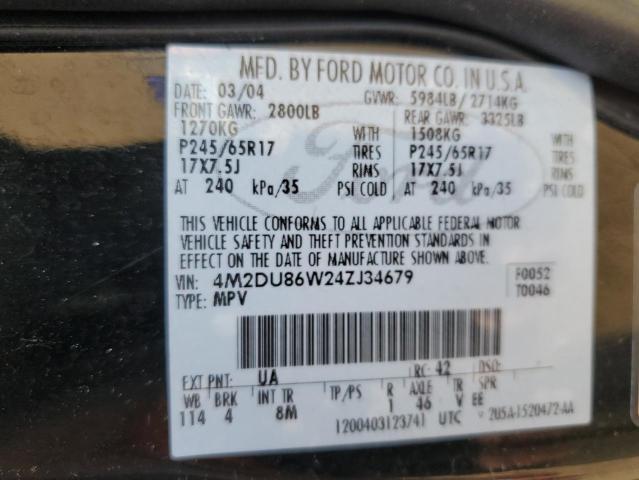 MFD. BY FORD MOTOR CO. IN U.S.A.
DATE: 03/04 GVWR: 5984LB / 2714KG
FRONT GAWR: 2800LB REAR GAWR: 3325LB
1270KG WITH 1508KG WITH
P245/65R17 TIRES P245/65R17 TIRES
17X7.5J RIMS 17X7.5J RIMS
AT 240 kPa/35 PSI COLD AT 240 kPa/35 PSI COLD
Ford
THIS VEHICLE CONFORMS TO ALL APPLICABLE FEDERAL MOTOR
VEHICLE SAFETY AND THEFT PREVENTION STANDARDS IN
EFFECT ON THE DATE OF MANUFACTURE SHOWN ABOVE.
VIN: 4M2DU86W24ZJ34679 F0052
TYPE: MPV T0046
EXT PNT: UA RC: 42 DSO:
WB BRK INT TR TP/PS R AXLE TR SPR
114 4 8M 1 46 V EE
1200403123741 UTC 2U5A-1520472-AA